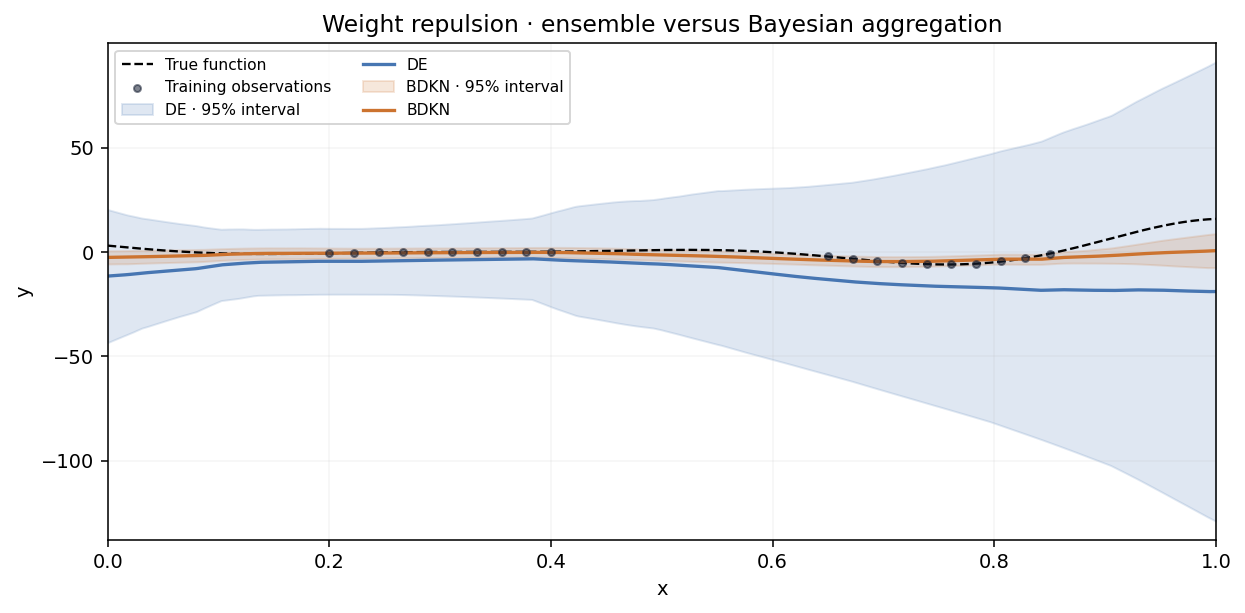 Weight repulsion · ensemble versus Bayesian aggregation
True function
Training observations
DE · 95% interval
DE
BDKN · 95% interval
BDKN
50
0
−50
−100
y
0.0 0.2 0.4 0.6 0.8 1.0
x